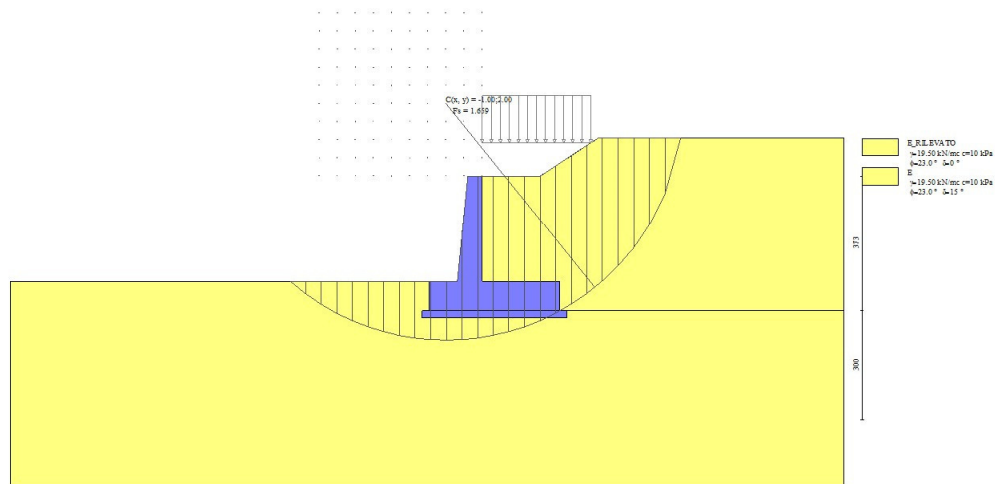 C(x, y) = -1.00;2.00
Fs = 1.659
E_RILEVATO
γ=19.50 kN/mc c=10 kPa
ϕ=23.0 ° δ=0 °
E
γ=19.50 kN/mc c=10 kPa
ϕ=23.0 ° δ=15 °
373
300